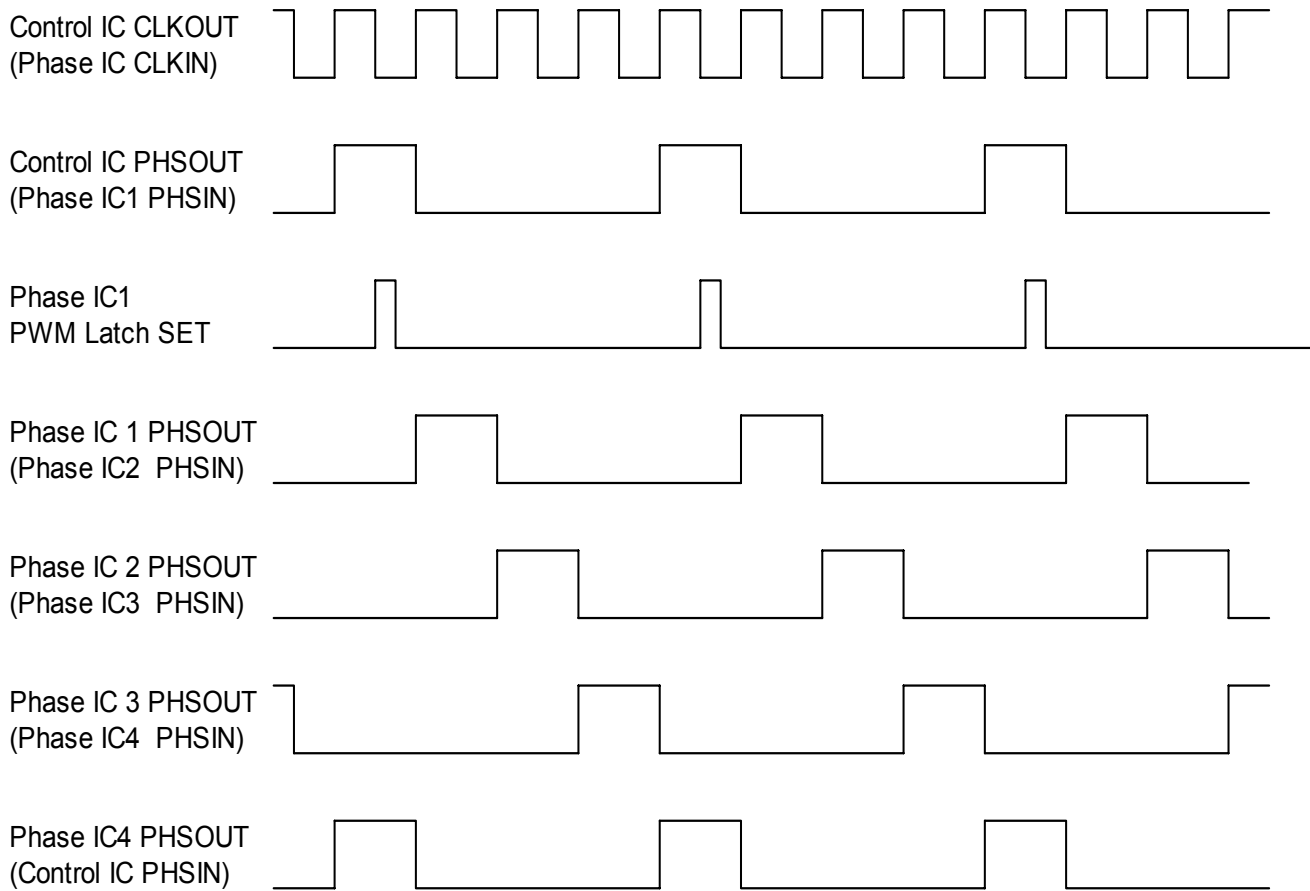 Control IC CLKOUT
(Phase IC CLKIN)
Control IC PHSOUT
(Phase IC1 PHSIN)
Phase IC1
PWM Latch SET
Phase IC 1 PHSOUT
(Phase IC2 PHSIN)
Phase IC 2 PHSOUT
(Phase IC3 PHSIN)
Phase IC 3 PHSOUT
(Phase IC4 PHSIN)
Phase IC4 PHSOUT
(Control IC PHSIN)